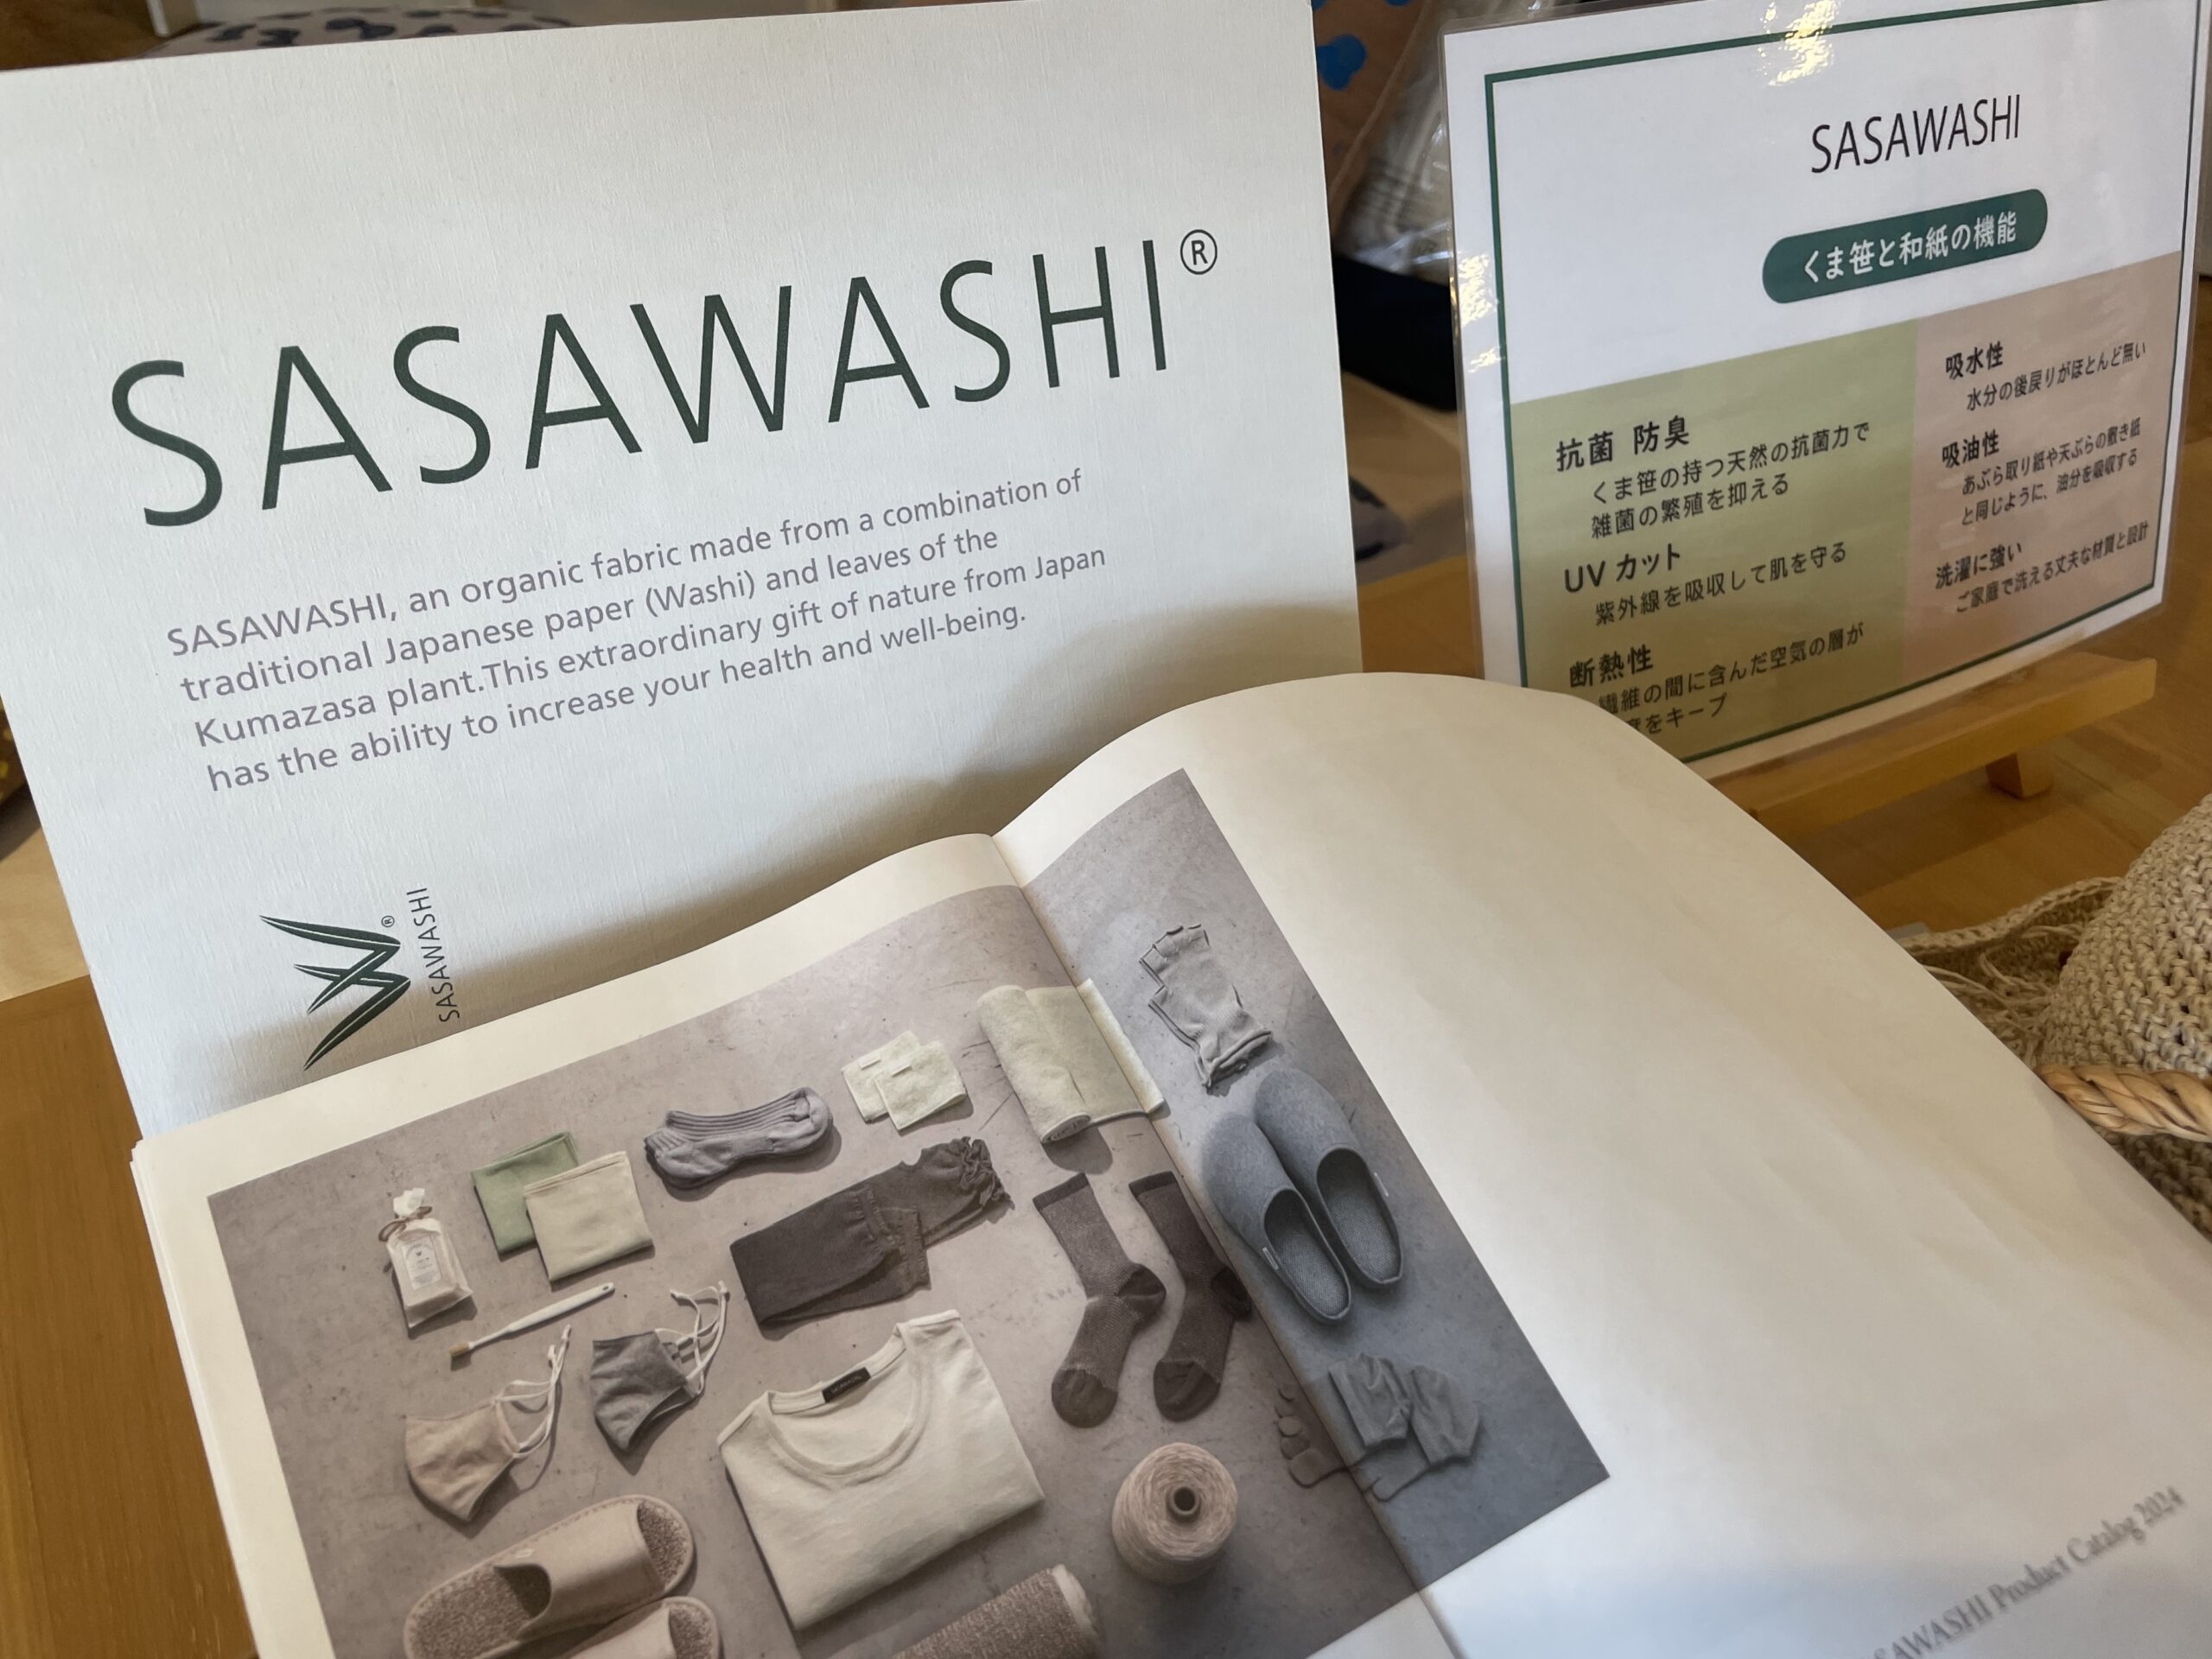 SASAWASHI®
SASAWASHI, an organic fabric made from a combination of
traditional Japanese paper (Washi) and leaves of the
Kumazasa plant.This extraordinary gift of nature from Japan
has the ability to increase your health and well-being.
®
SASAWASHI
SASAWASHI
くま笹と和紙の機能
抗菌 防臭
くま笹の持つ天然の抗菌力で
雑菌の繁殖を抑える
UVカット
紫外線を吸収して肌を守る
断熱性
繊維の間に含んだ空気の層が
をキープ
吸水性
水分の後戻りがほとんど無い
吸油性
あぶら取り紙や天ぷらの敷き紙
と同じように、油分を吸収する
洗濯に強い
ご家庭で洗える丈夫な材質と設計
SAWASHI Product Catalog 2024